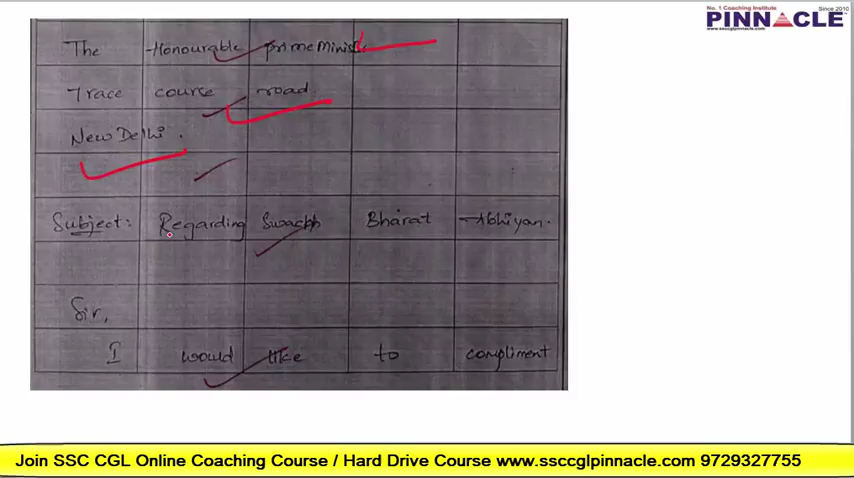 No. 1 Coaching Institute Since 2010
PINNACLE
www.ssccglpinnacle.com
The Honourable prime Minist
7 race course road
New Delhi.
Subject: Regarding Swachh Bharat Abhiyan.
Sir,
I would like to compliment
Join SSC CGL Online Coaching Course / Hard Drive Course www.ssccglpinnacle.com 9729327755